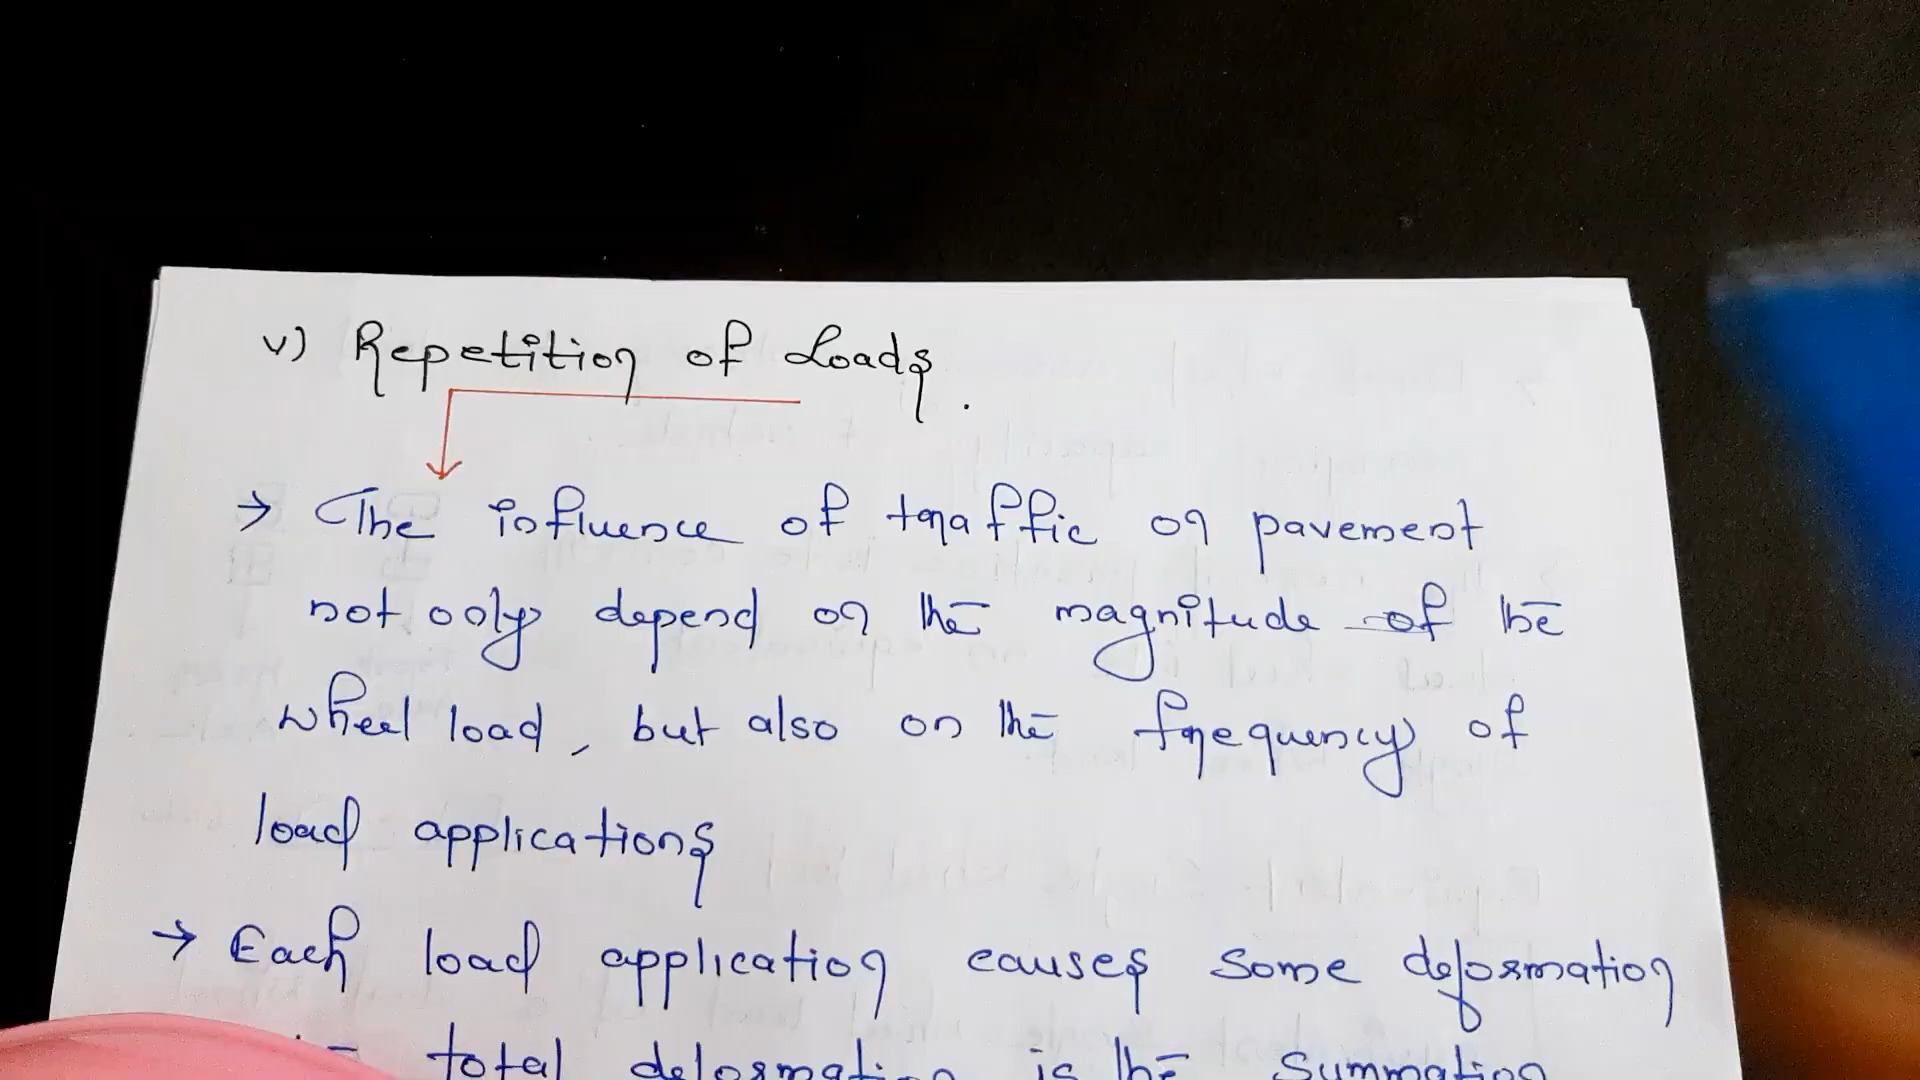 v) Repetition of Loads.
→ The influence of traffic on pavement
not only depend on the magnitude of the
wheel load, but also on the frequency of
load applications
→ Each load application causes some deformation
total deformation is the summation